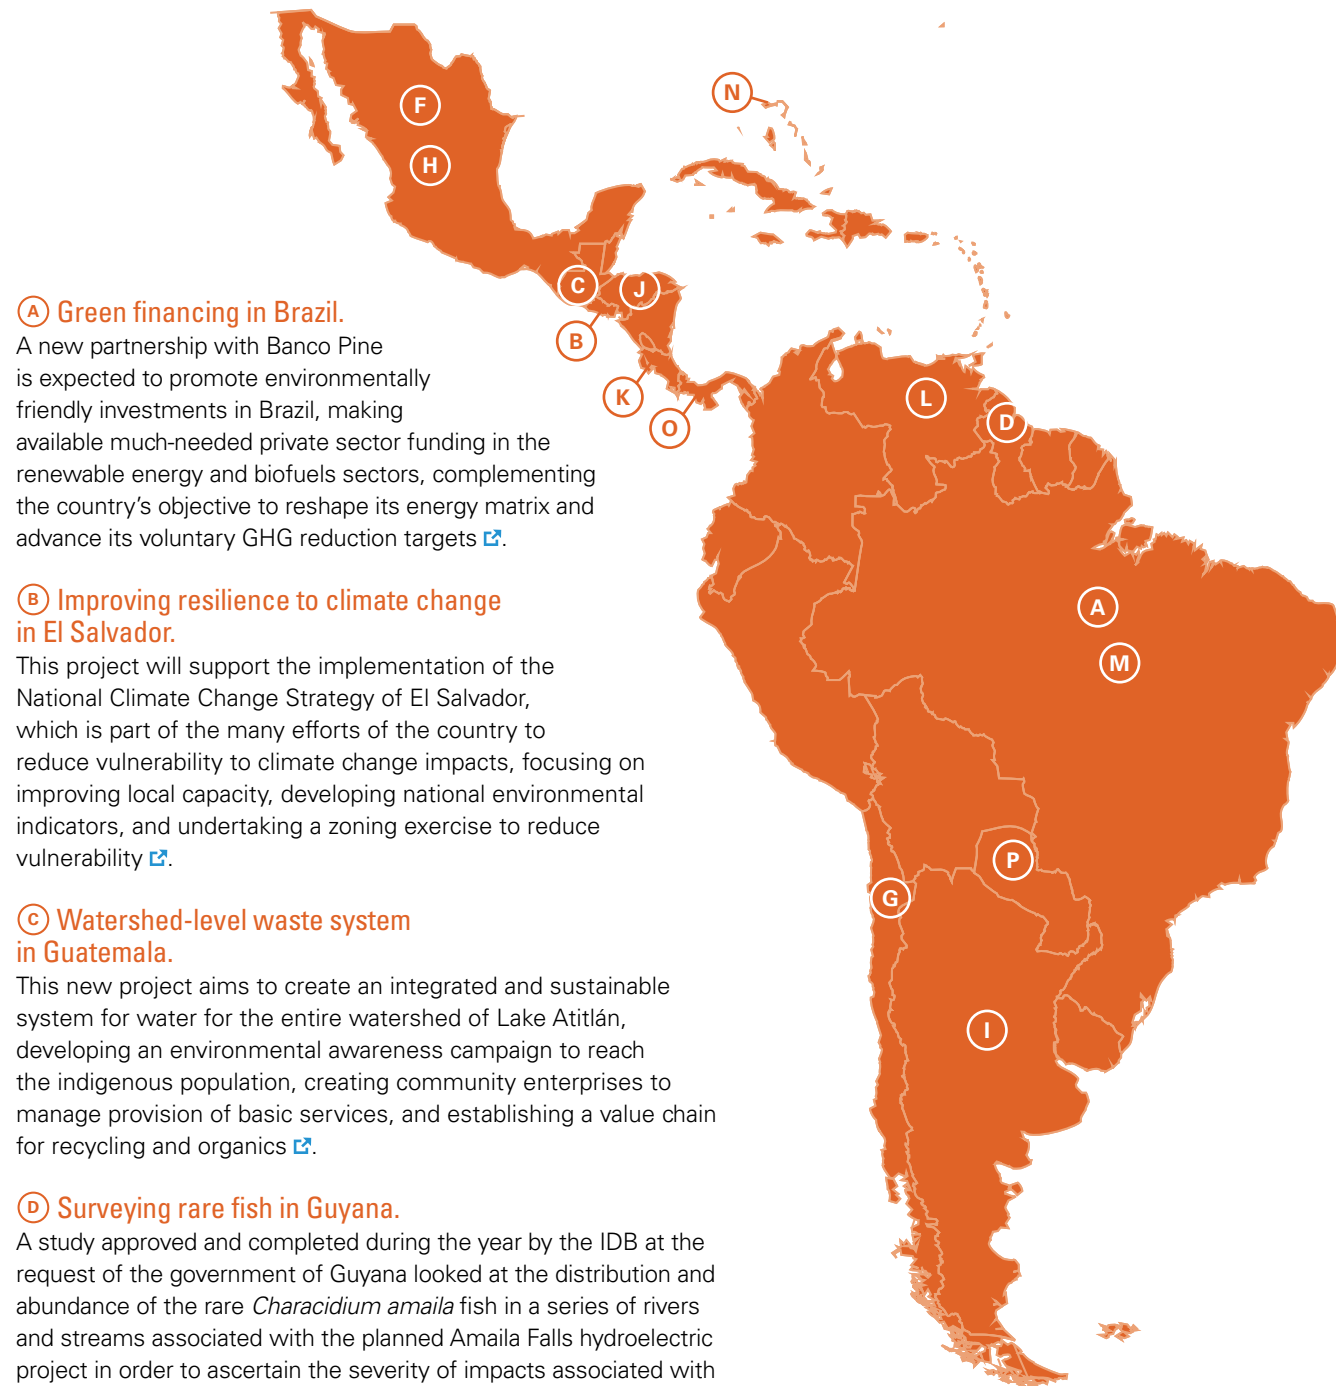 N
F
H
C
J
B
K
O
L
D
A
M
P
G
I
A Green financing in Brazil.
A new partnership with Banco Pine
is expected to promote environmentally
friendly investments in Brazil, making
available much-needed private sector funding in the
renewable energy and biofuels sectors, complementing
the country’s objective to reshape its energy matrix and
advance its voluntary GHG reduction targets .
B Improving resilience to climate change
in El Salvador.
This project will support the implementation of the
National Climate Change Strategy of El Salvador,
which is part of the many efforts of the country to
reduce vulnerability to climate change impacts, focusing on
improving local capacity, developing national environmental
indicators, and undertaking a zoning exercise to reduce
vulnerability .
C Watershed-level waste system
in Guatemala.
This new project aims to create an integrated and sustainable
system for water for the entire watershed of Lake Atitlán,
developing an environmental awareness campaign to reach
the indigenous population, creating community enterprises to
manage provision of basic services, and establishing a value chain
for recycling and organics .
D Surveying rare fish in Guyana.
A study approved and completed during the year by the IDB at the
request of the government of Guyana looked at the distribution and
abundance of the rare Characidium amaila fish in a series of rivers
and streams associated with the planned Amaila Falls hydroelectric
project in order to ascertain the severity of impacts associated with